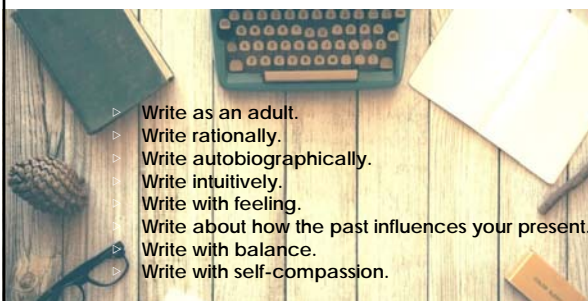 Write as an adult.
Write rationally.
Write autobiographically.
Write intuitively.
Write with feeling.
Write about how the past influences your present.
Write with balance.
Write with self-compassion.